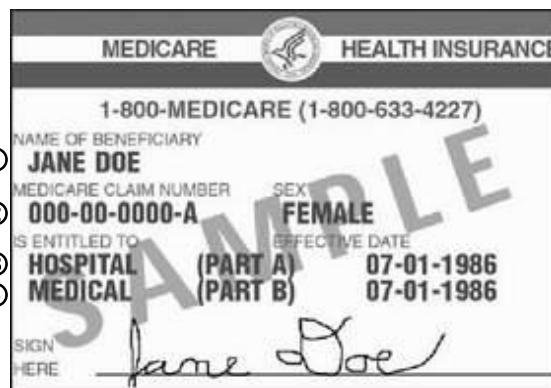 MEDICARE HEALTH INSURANCE
1-800-MEDICARE (1-800-633-4227)
NAME OF BENEFICIARY
JANE DOE
MEDICARE CLAIM NUMBER SEX
000-00-0000-A FEMALE
IS ENTITLED TO EFFECTIVE DATE
HOSPITAL (PART A) 07-01-1986
MEDICAL (PART B) 07-01-1986
SAMPLE
SIGN
HERE Jane Doe